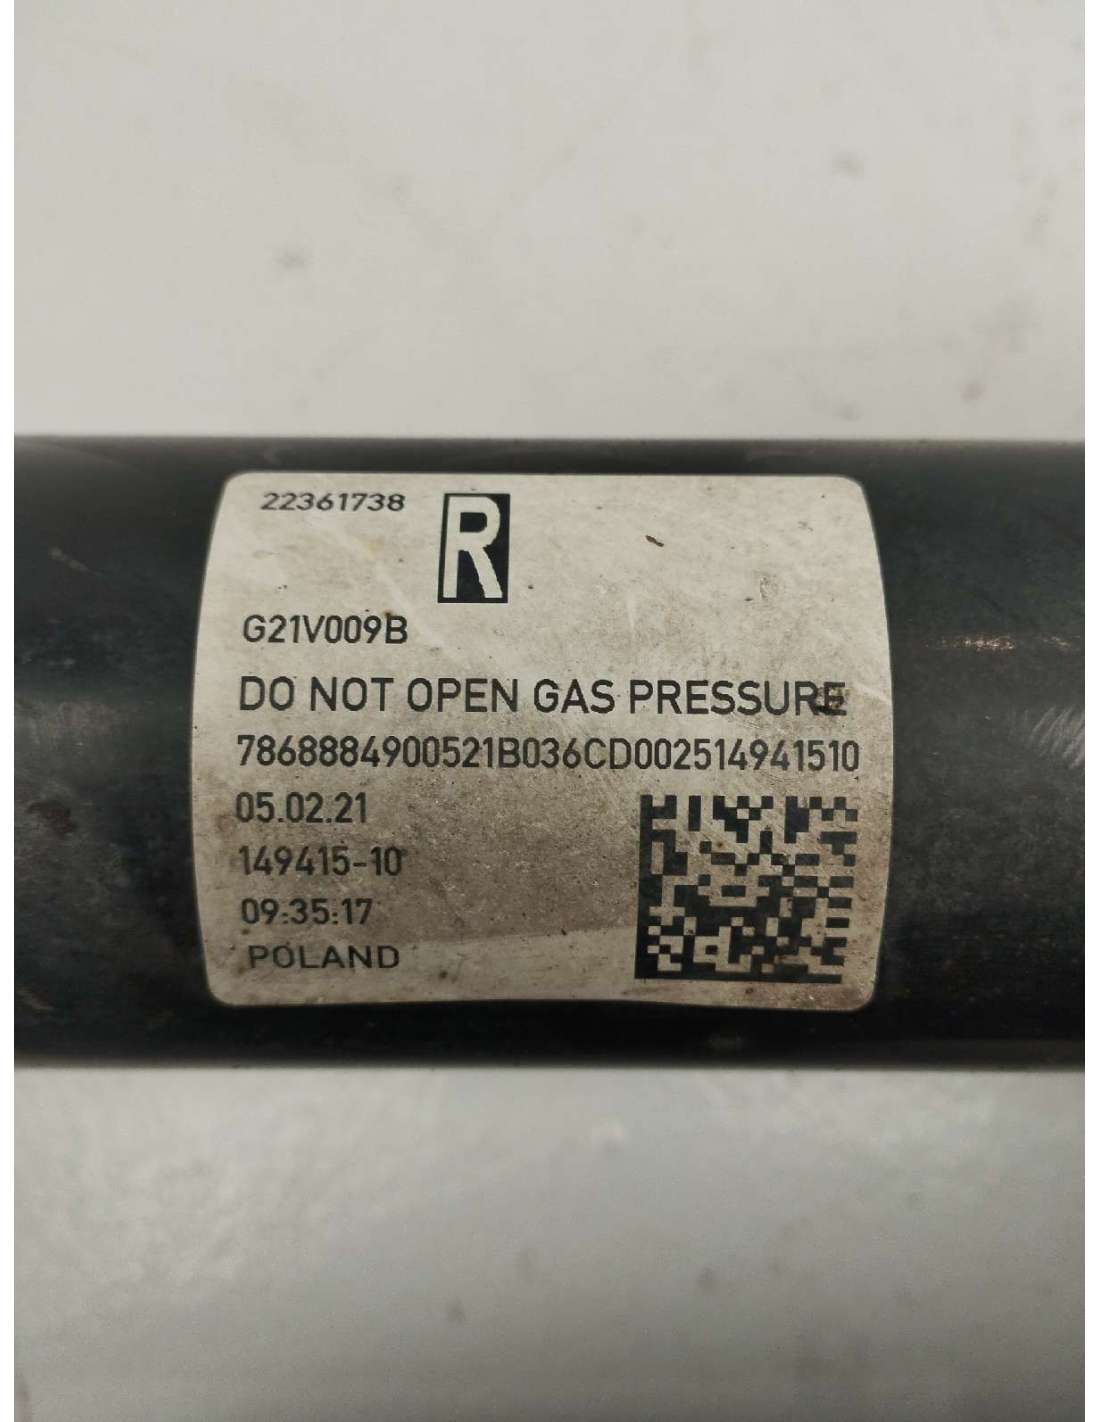 22361738
R
G21V009B
DO NOT OPEN GAS PRESSURE
7868884900521B036CD002514941510
05.02.21
149415-10
09:35:17
POLAND